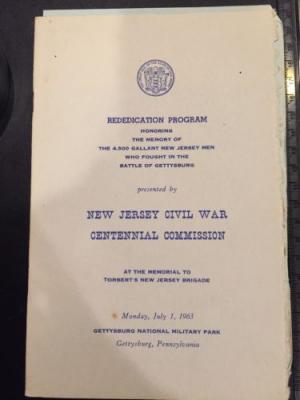 REDEDICATION PROGRAM
HONORING
THE MEMORY OF
THE 4,500 GALLANT NEW JERSEY MEN
WHO FOUGHT IN THE
BATTLE OF GETTYSBURG
presented by
NEW JERSEY CIVIL WAR
CENTENNIAL COMMISSION
AT THE MEMORIAL TO
TORBERT'S NEW JERSEY BRIGADE
Monday, July 1, 1963
GETTYSBURG NATIONAL MILITARY PARK
Gettysburg, Pennsylvania